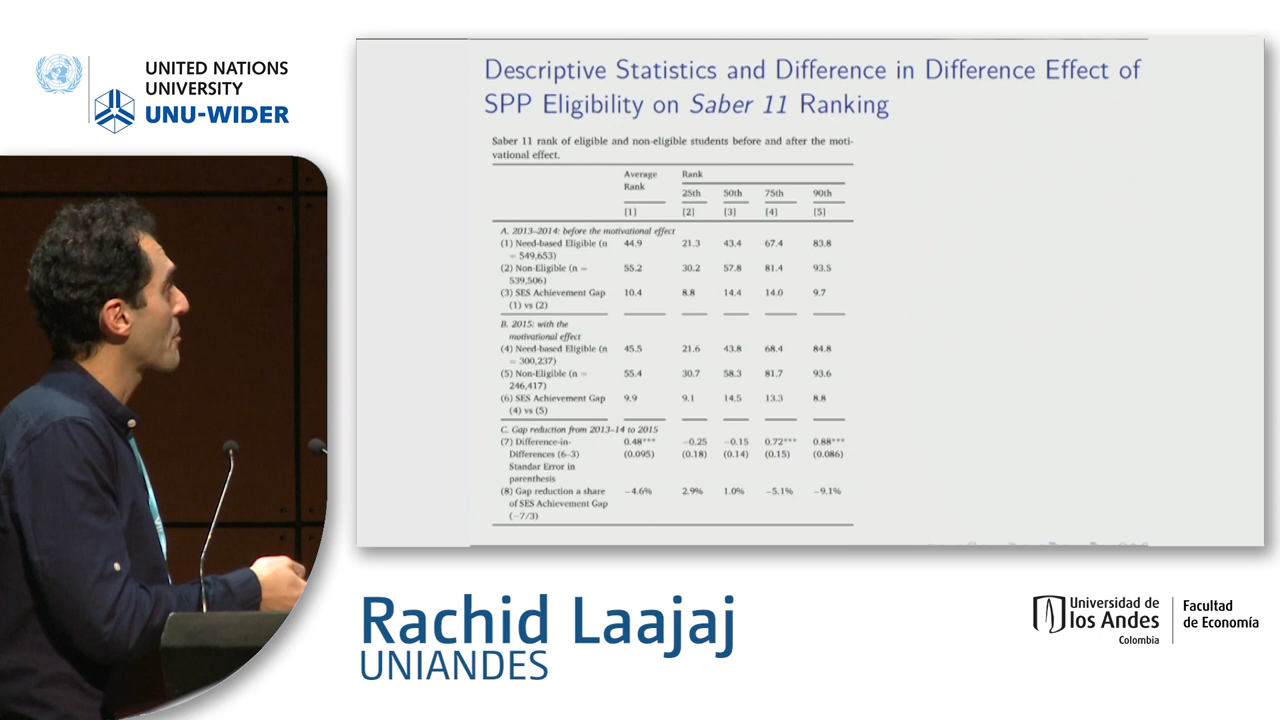 UNITED NATIONS
UNIVERSITY
UNU-WIDER
Descriptive Statistics and Difference in Difference Effect of
SPP Eligibility on Saber 11 Ranking
Saber 11 rank of eligible and non-eligible students before and after the moti-
vational effect.
Average Rank
Rank
25th 50th 75th 90th
[1] [2] [3] [4] [5]
A. 2013–2014: before the motivational effect
(1) Need-based Eligible (n 44.9 21.3 43.4 67.4 83.8
= 549,653)
(2) Non-Eligible (n = 55.2 30.2 57.8 81.4 93.5
539,506)
(3) SES Achievement Gap 10.4 8.8 14.4 14.0 9.7
(1) vs (2)
B. 2015: with the
motivational effect
(4) Need-based Eligible (n 45.5 21.6 43.8 68.4 84.8
= 300,237)
(5) Non-Eligible (n = 55.4 30.7 58.3 81.7 93.6
246,417)
(6) SES Achievement Gap 9.9 9.1 14.5 13.3 8.8
(4) vs (5)
C. Gap reduction from 2013–14 to 2015
(7) Difference-in- 0.48*** −0.25 −0.15 0.72*** 0.88***
Differences (6–3) (0.095) (0.18) (0.14) (0.15) (0.086)
Standar Error in
parenthesis
(8) Gap reduction a share −4.6% 2.9% 1.0% −5.1% −9.1%
of SES Achievement Gap
(−7/3)
Rachid Laajaj
UNIANDES
Universidad de
los Andes
Colombia
Facultad
de Economía